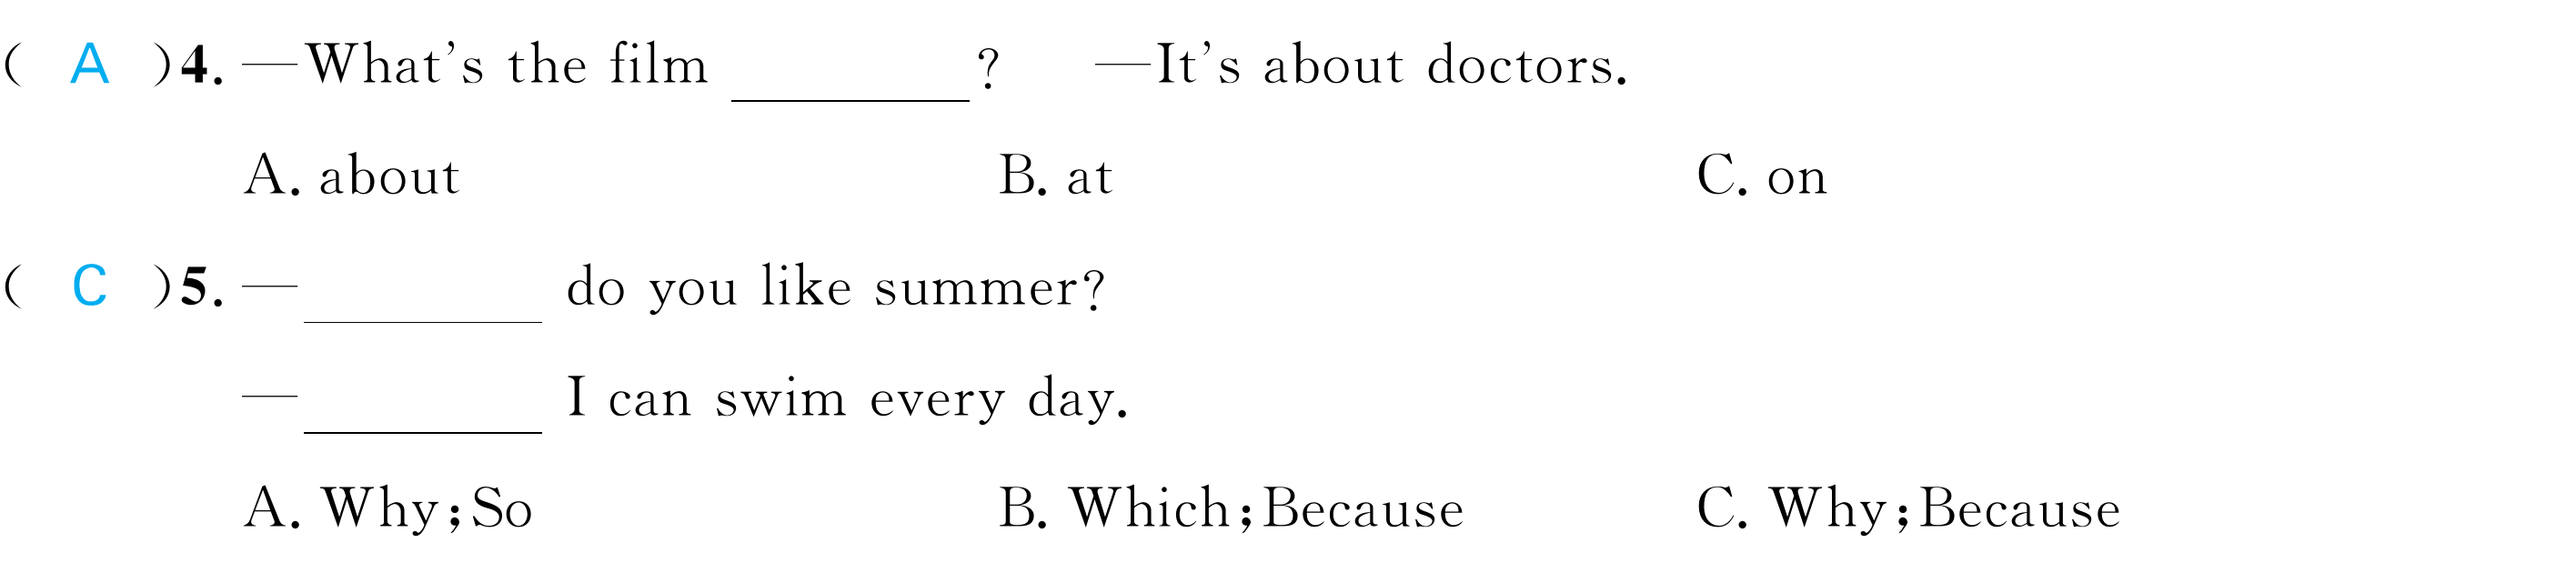 ( A )4. —What's the film ________? —It's about doctors.
A. about B. at C. on
( C )5. —________ do you like summer?
—________ I can swim every day.
A. Why;So B. Which;Because C. Why;Because